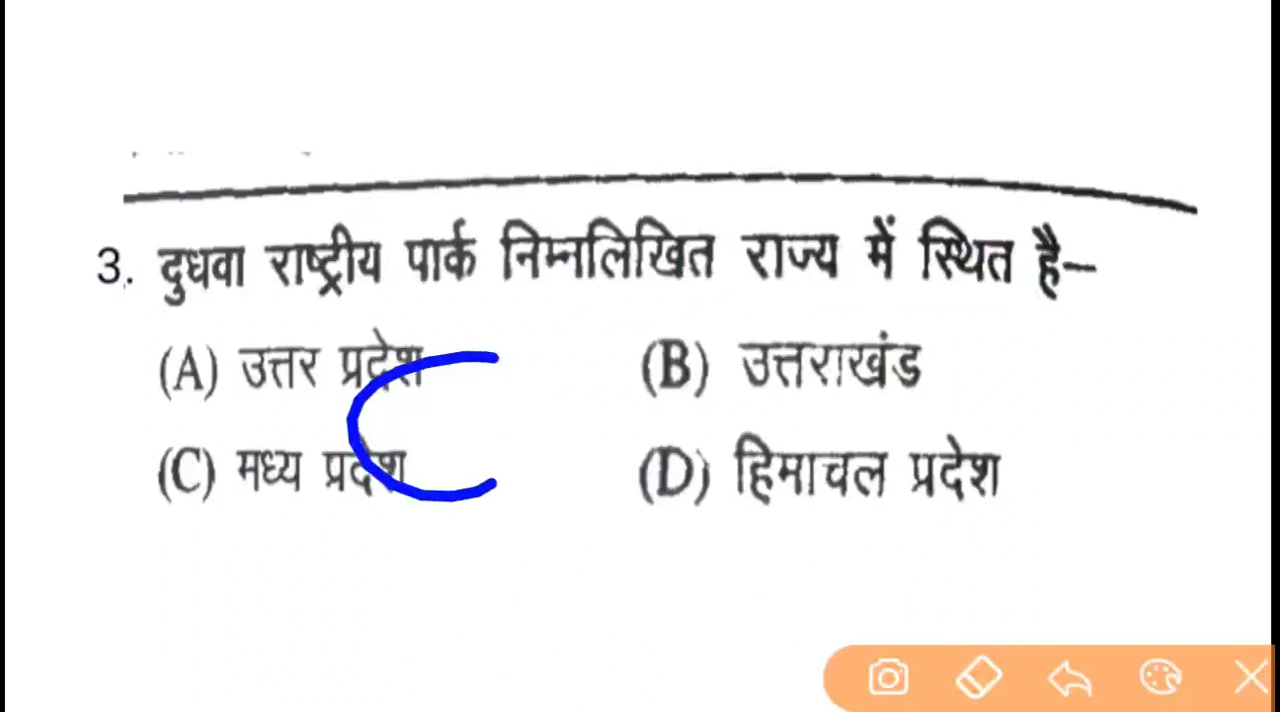 3. दुधवा राष्ट्रीय पार्क निम्नलिखित राज्य में स्थित है—
(A) उत्तर प्रदेश (B) उत्तराखंड
(C) मध्य प्रदेश (D) हिमाचल प्रदेश